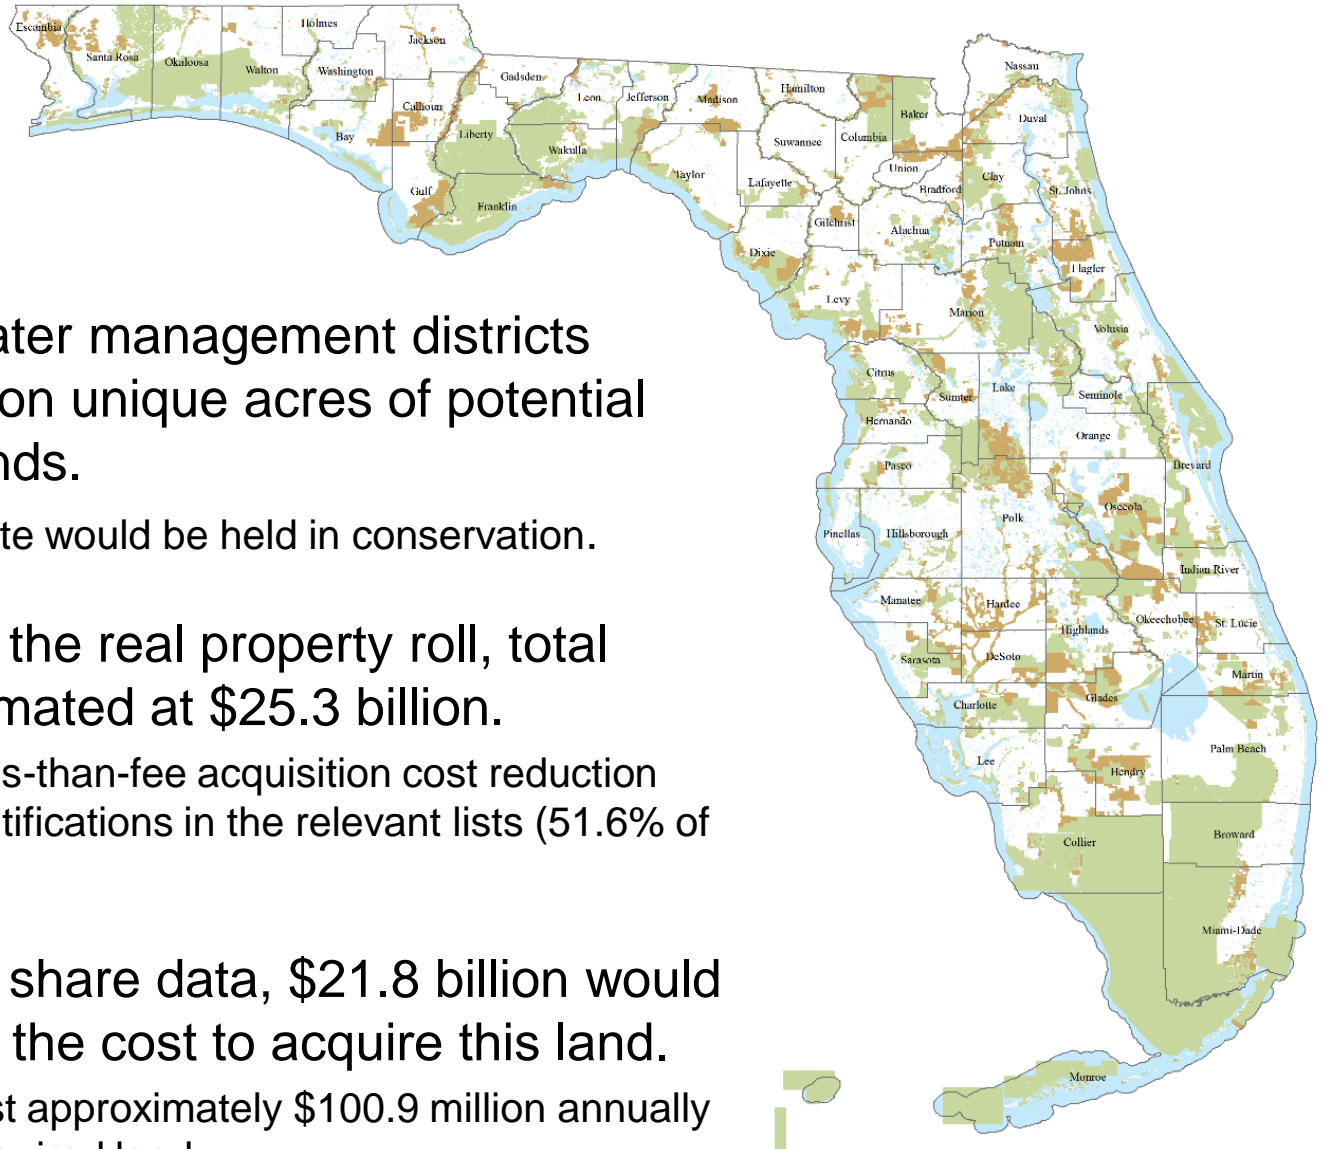 ater management districts
on unique acres of potential
nds.
te would be held in conservation.
the real property roll, total
mated at $25.3 billion.
s-than-fee acquisition cost reduction
tifications in the relevant lists (51.6% of
share data, $21.8 billion would
the cost to acquire this land.
st approximately $100.9 million annually
Escambia
Santa Rosa
Okaloosa
Walton
Holmes
Washington
Jackson
Bay
Calhoun
Gulf
Gadsden
Liberty
Franklin
Leon
Wakulla
Jefferson
Madison
Taylor
Hamilton
Suwannee
Lafayette
Dixie
Columbia
Gilchrist
Baker
Union
Bradford
Alachua
Levy
Nassau
Duval
Clay
St. Johns
Putnam
Flagler
Marion
Volusia
Citrus
Sumter
Lake
Seminole
Hernando
Orange
Pasco
Brevard
Osceola
Pinellas
Hillsborough
Polk
Indian River
Manatee
Hardee
Highlands
Okeechobee
St. Lucie
Sarasota
DeSoto
Martin
Charlotte
Glades
Lee
Hendry
Palm Beach
Collier
Broward
Miami-Dade
Monroe